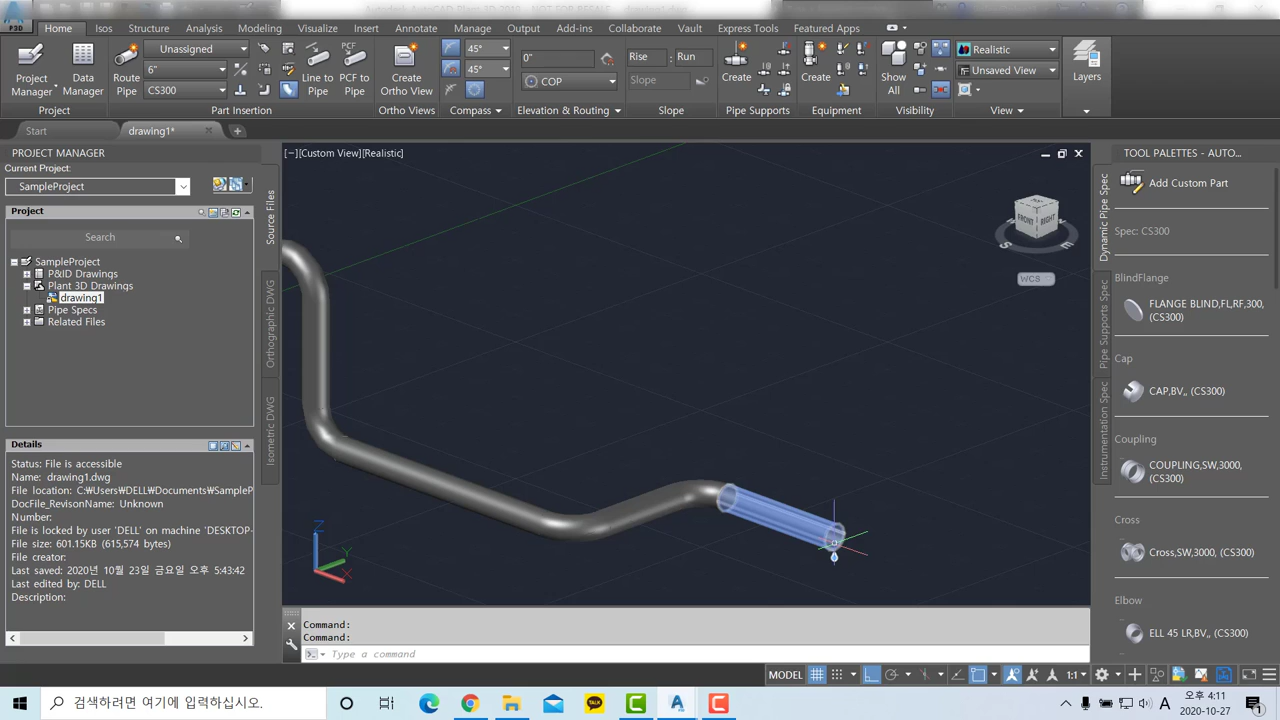 P3D
Home Isos Structure Analysis Modeling Visualize Insert Annotate Manage Output Add-Ins Collaborate Vault Express Tools Featured Apps
Project Manager
Data Manager
Project
Route Pipe
Unassigned
6"
CS300
Line to Pipe
PCF to Pipe
Part Insertion
Create Ortho View
Ortho Views
45°
45°
Compass
0"
COP
Elevation & Routing
Rise : Run
Slope
Slope
Create
Pipe Supports
Create
Equipment
Show All
Visibility
Realistic
Unsaved View
View
Layers
Start
drawing1*
PROJECT MANAGER
Current Project:
SampleProject
Project
Search
SampleProject
P&ID Drawings
Plant 3D Drawings
drawing1
Pipe Specs
Related Files
Source Files
Orthographic DWG
Isometric DWG
Details
Status: File is accessible
Name: drawing1.dwg
File location: C:₩Users₩DELL₩Documents₩SampleP
DocFile_RevisonName: Unknown
Number:
File is locked by user 'DELL' on machine 'DESKTOP-
File size: 601.15KB (615,574 bytes)
File creator:
Last saved: 2020년 10월 23일 금요일 오후 5:43:42
Last edited by: DELL
Description:
[−][Custom View][Realistic]
FRONT
RIGHT
S
E
WCS
Z
Y
X
Command:
Command:
Type a command
TOOL PALETTES - AUTO...
Dynamic Pipe Spec
Pipe Supports Spec
Instrumentation Spec
Add Custom Part
Spec: CS300
BlindFlange
FLANGE BLIND,FL,RF,300,
(CS300)
Cap
CAP,BV,, (CS300)
Coupling
COUPLING,SW,3000,
(CS300)
Cross
Cross,SW,3000, (CS300)
Elbow
ELL 45 LR,BV,, (CS300)
MODEL
1:1
검색하려면 여기에 입력하십시오.
TALK
A
오후 4:11
2020-10-27